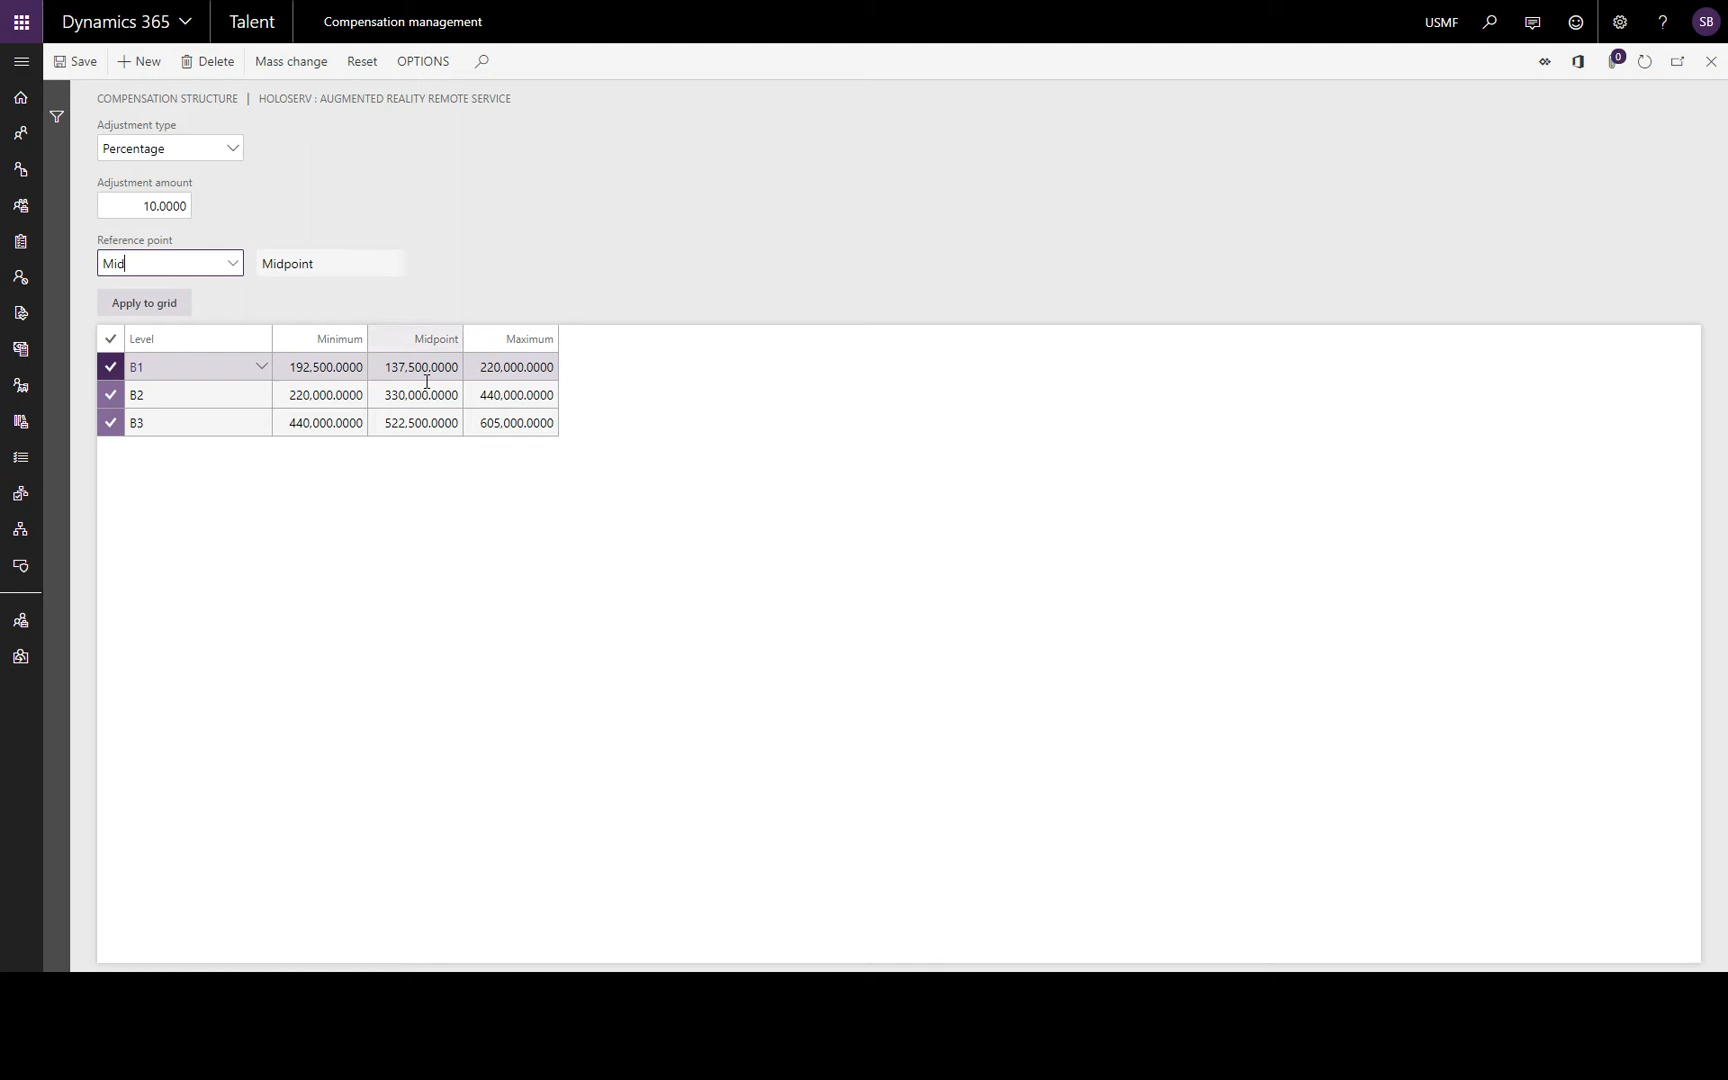 Dynamics 365 Talent Compensation management USMF SB
Save New Delete Mass change Reset OPTIONS 0
COMPENSATION STRUCTURE | HOLOSERV : AUGMENTED REALITY REMOTE SERVICE
Adjustment type
Percentage
Adjustment amount
10.0000
Reference point
Mid Midpoint
Apply to grid
Level Minimum Midpoint Maximum
B1 192,500.0000 137,500.0000 220,000.0000
B2 220,000.0000 330,000.0000 440,000.0000
B3 440,000.0000 522,500.0000 605,000.0000